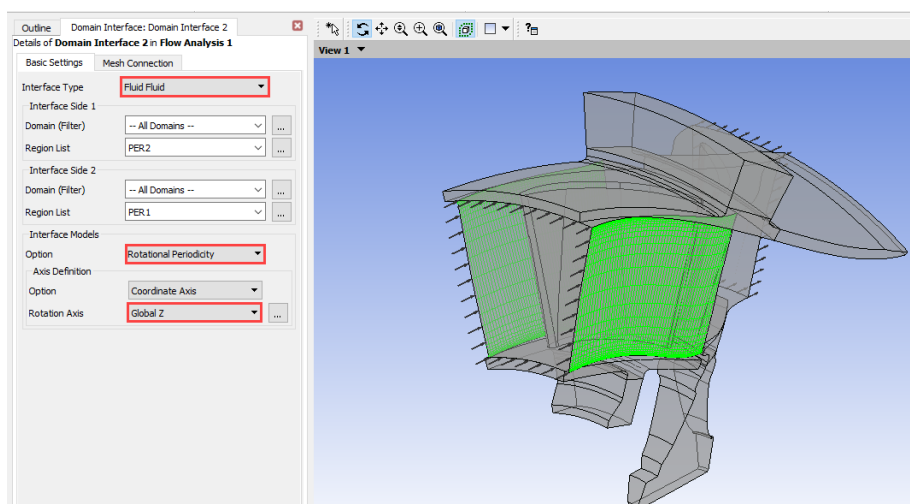 Outline Domain Interface: Domain Interface 2
Details of Domain Interface 2 in Flow Analysis 1
Basic Settings Mesh Connection
Interface Type Fluid Fluid
Interface Side 1
Domain (Filter) -- All Domains -- ...
Region List PER2 ...
Interface Side 2
Domain (Filter) -- All Domains -- ...
Region List PER1 ...
Interface Models
Option Rotational Periodicity
Axis Definition
Option Coordinate Axis
Rotation Axis Global Z ...
View 1